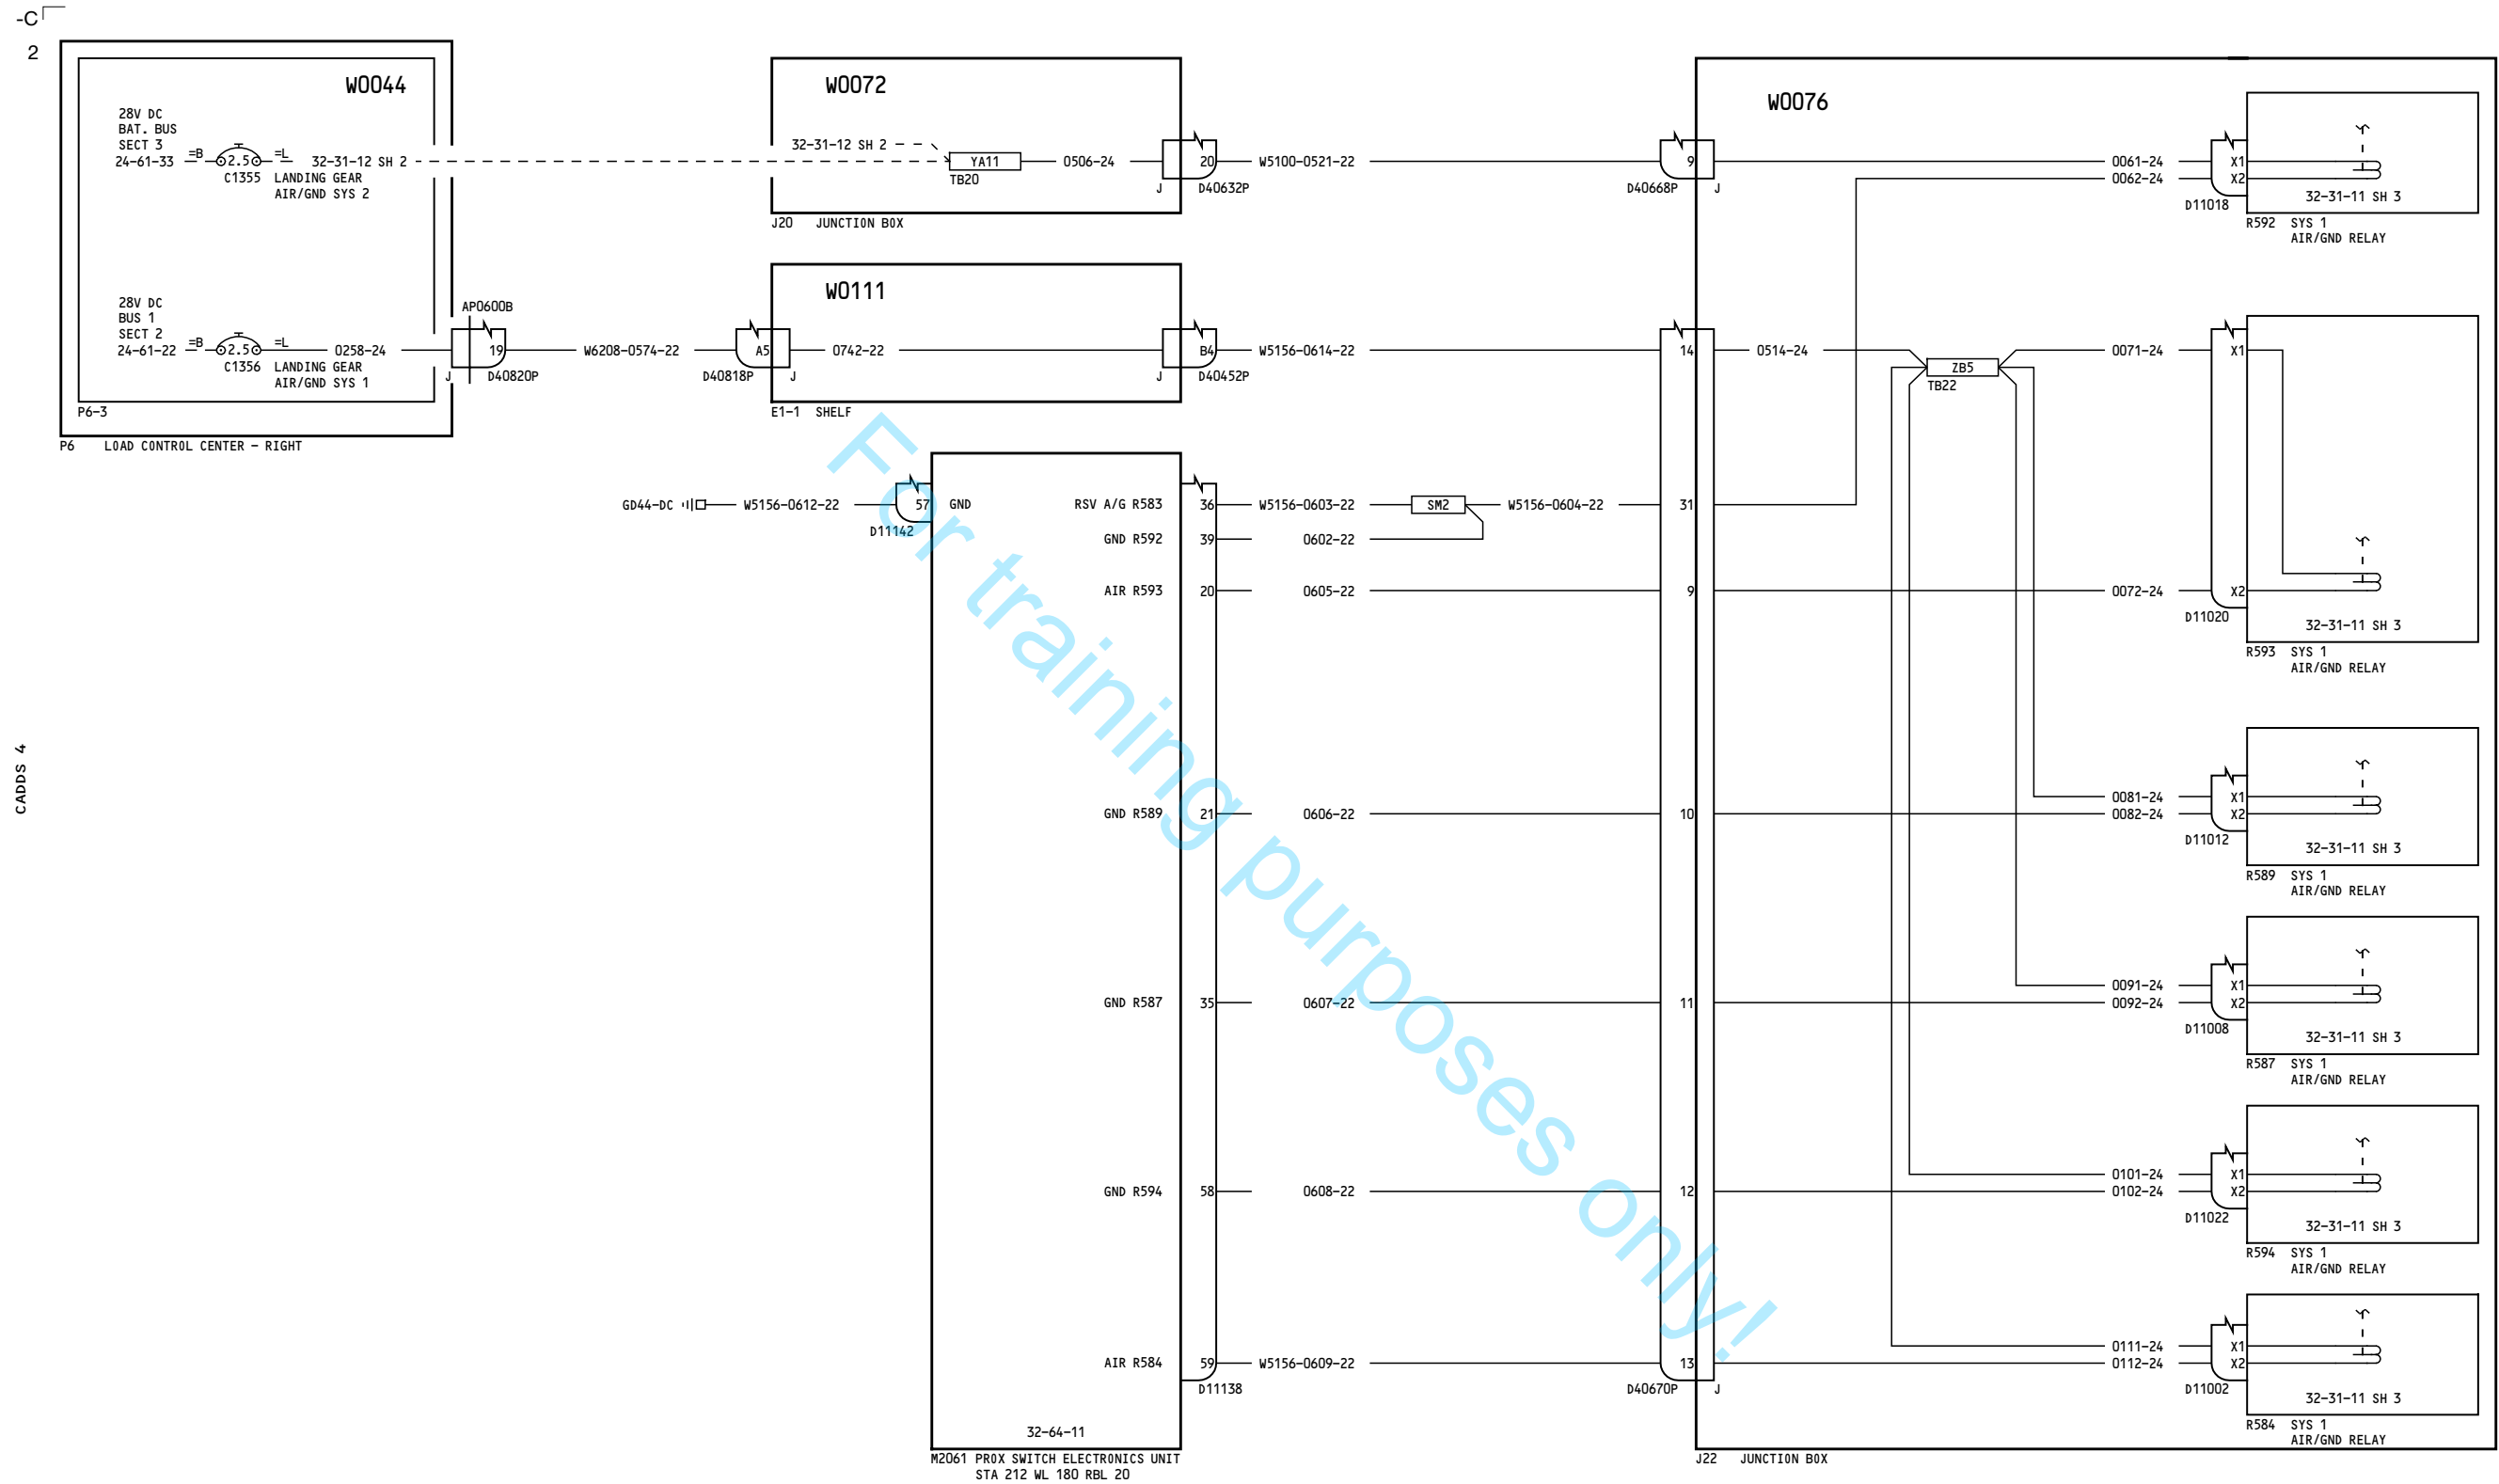 -C
2
W0044
28V DC
BAT. BUS
SECT 3
24-61-33 =B 2.5 =L 32-31-12 SH 2
C1355 LANDING GEAR
AIR/GND SYS 2
28V DC
BUS 1
SECT 2
24-61-22 =B 2.5 =L 0258-24
C1356 LANDING GEAR
AIR/GND SYS 1
P6-3
P6 LOAD CONTROL CENTER - RIGHT
AP0600B
19
J D40820P
W6208-0574-22
W0072
32-31-12 SH 2
YA11
TB20
0506-24
20
J D40632P
J20 JUNCTION BOX
W5100-0521-22
9
D40668P J
W0111
A5
D40818P J
0742-22
B4
J D40452P
E1-1 SHELF
W5156-0614-22
14
GD44-DC W5156-0612-22 57 GND
D11142
RSV A/G R583 36 W5156-0603-22 SM2 W5156-0604-22 31
GND R592 39 0602-22
AIR R593 20 0605-22 9
GND R589 21 0606-22 10
GND R587 35 0607-22 11
GND R594 58 0608-22 12
AIR R584 59 W5156-0609-22 13
D11138
D40670P J
32-64-11
M2061 PROX SWITCH ELECTRONICS UNIT
STA 212 WL 180 RBL 20
W0076
0061-24 X1
0062-24 X2
D11018
32-31-11 SH 3
R592 SYS 1
AIR/GND RELAY
0514-24
ZB5
TB22
0071-24 X1
0072-24 X2
D11020
32-31-11 SH 3
R593 SYS 1
AIR/GND RELAY
0081-24 X1
0082-24 X2
D11012
32-31-11 SH 3
R589 SYS 1
AIR/GND RELAY
0091-24 X1
0092-24 X2
D11008
32-31-11 SH 3
R587 SYS 1
AIR/GND RELAY
0101-24 X1
0102-24 X2
D11022
32-31-11 SH 3
R594 SYS 1
AIR/GND RELAY
0111-24 X1
0112-24 X2
D11002
32-31-11 SH 3
R584 SYS 1
AIR/GND RELAY
J22 JUNCTION BOX
CADDS 4
For training purposes only!